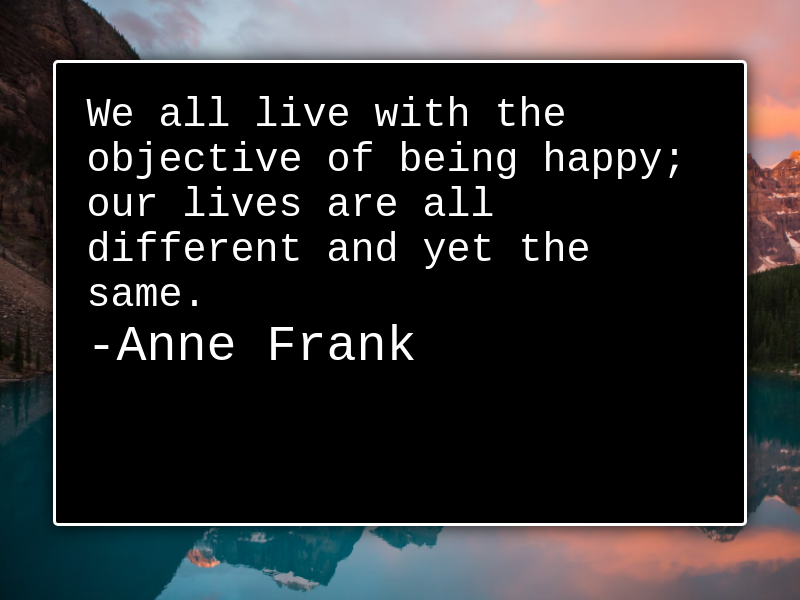 We all live with the
objective of being happy;
our lives are all
different and yet the
same.
-Anne Frank